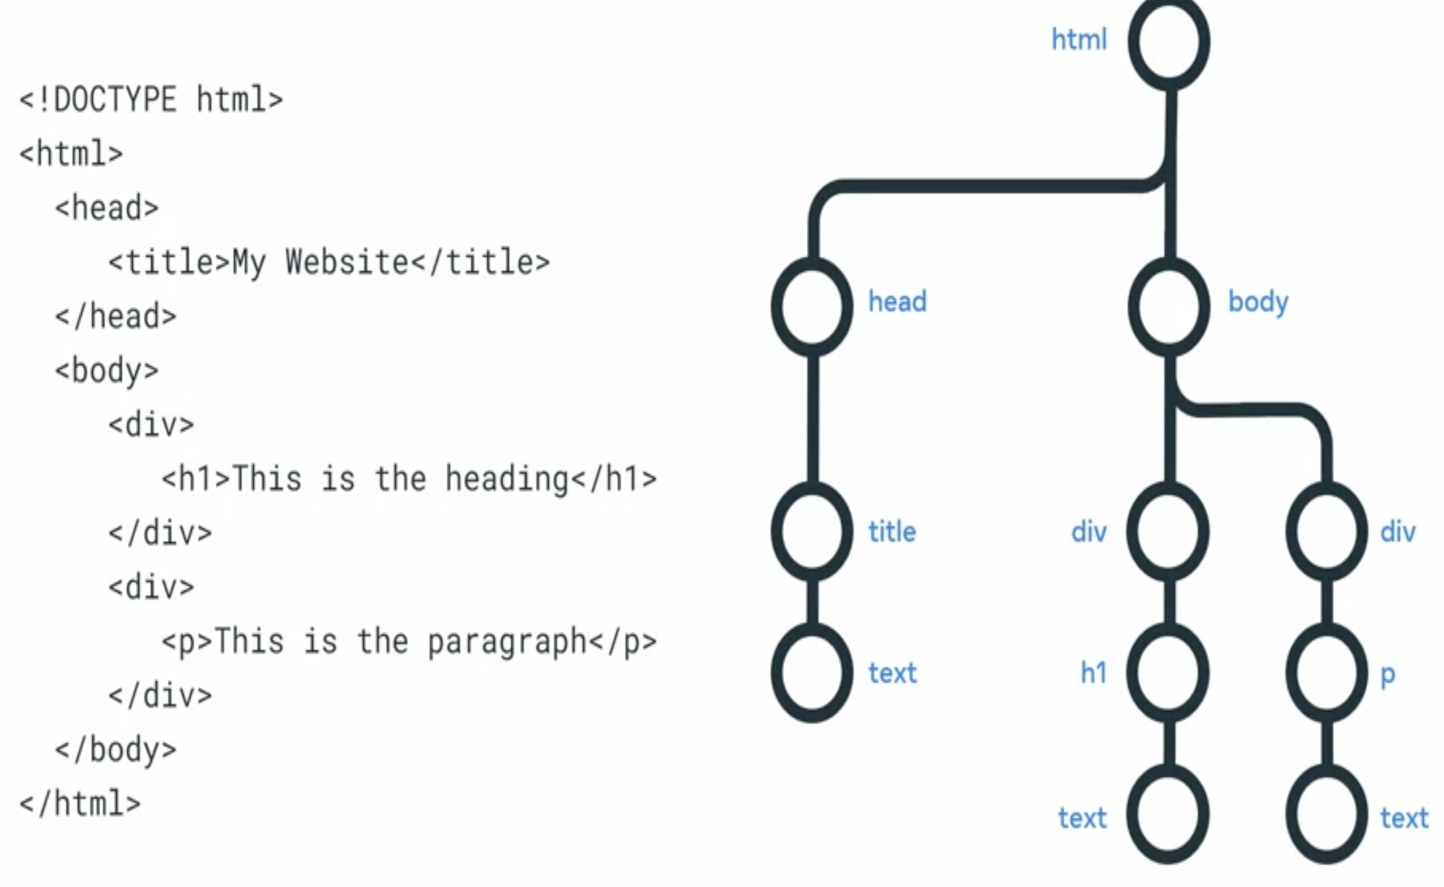 <!DOCTYPE html>
<html>
<head>
<title>My Website</title>
</head>
<body>
<div>
<h1>This is the heading</h1>
</div>
<div>
<p>This is the paragraph</p>
</div>
</body>
</html>
html
head
body
title
div
div
text
h1
p
text
text